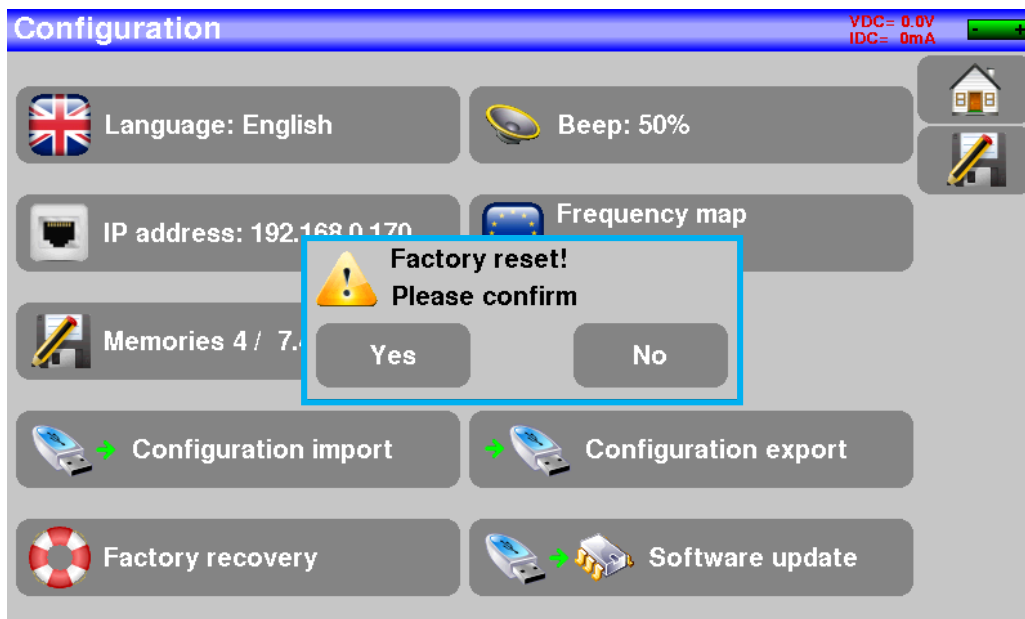 Configuration
VDC= 0.0V
IDC= 0mA
- +
Language: English
Beep: 50%
IP address: 192.168.0.170
Frequency map
Factory reset!
Please confirm
Memories 4 / 7.
Yes
No
Configuration import
Configuration export
Factory recovery
Software update